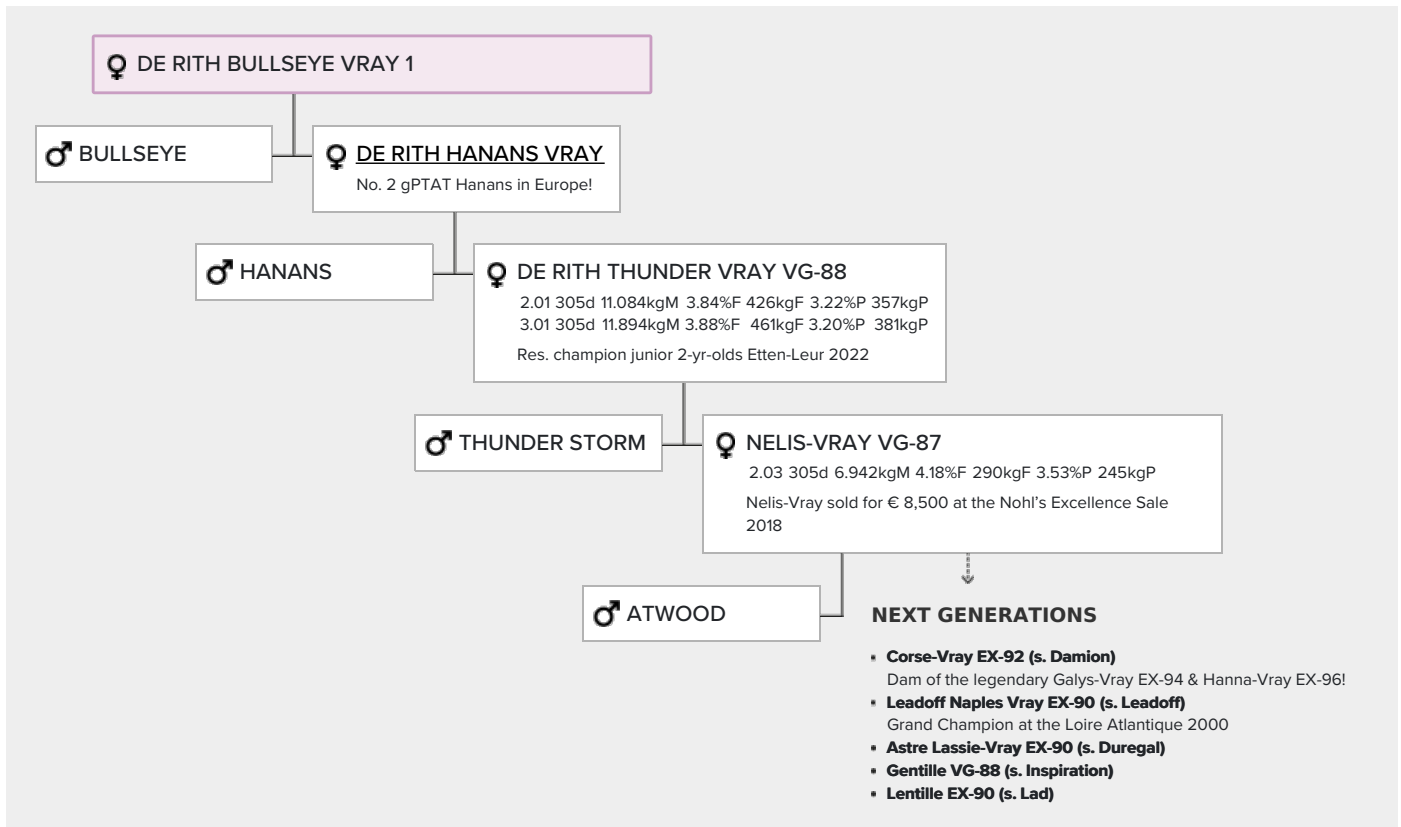 DE RITH BULLSEYE VRAY 1
BULLSEYE
DE RITH HANANS VRAY
No. 2 gPTAT Hanans in Europe!
HANANS
DE RITH THUNDER VRAY VG-88
2.01 305d 11.084kgM 3.84%F 426kgF 3.22%P 357kgP
3.01 305d 11.894kgM 3.88%F 461kgF 3.20%P 381kgP
Res. champion junior 2-yr-olds Etten-Leur 2022
THUNDER STORM
NELIS-VRAY VG-87
2.03 305d 6.942kgM 4.18%F 290kgF 3.53%P 245kgP
Nelis-Vray sold for € 8,500 at the Nohl’s Excellence Sale
2018
ATWOOD
NEXT GENERATIONS
▪ Corse-Vray EX-92 (s. Damion)
Dam of the legendary Galys-Vray EX-94 & Hanna-Vray EX-96!
▪ Leadoff Naples Vray EX-90 (s. Leadoff)
Grand Champion at the Loire Atlantique 2000
▪ Astre Lassie-Vray EX-90 (s. Duregal)
▪ Gentille VG-88 (s. Inspiration)
▪ Lentille EX-90 (s. Lad)